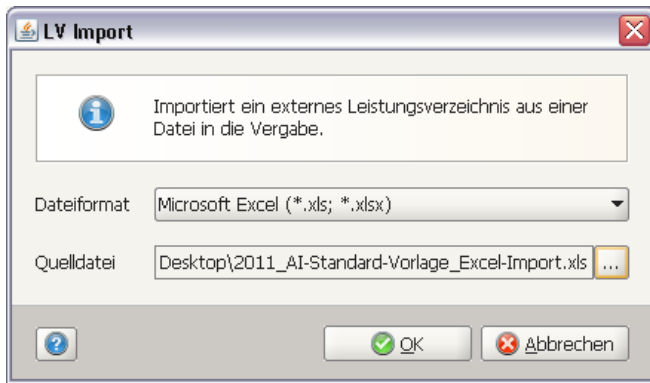 LV Import
Importiert ein externes Leistungsverzeichnis aus einer
Datei in die Vergabe.
Dateiformat
Microsoft Excel (*.xls; *.xlsx)
Quelldatei
Desktop\2011_AI-Standard-Vorlage_Excel-Import.xls ...
OK
Abbrechen